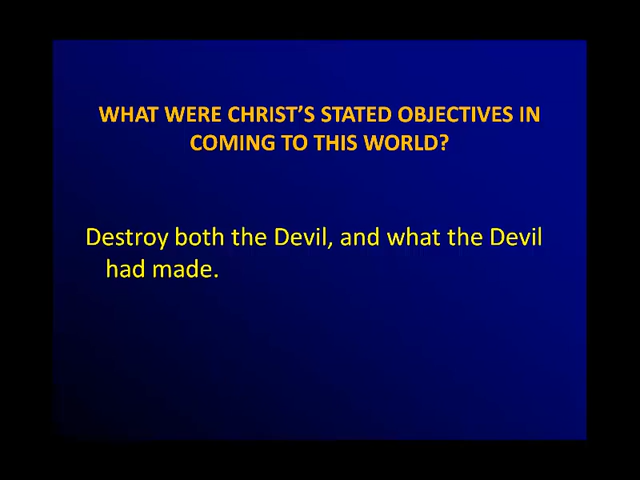 WHAT WERE CHRIST’S STATED OBJECTIVES IN
COMING TO THIS WORLD?
Destroy both the Devil, and what the Devil
had made.